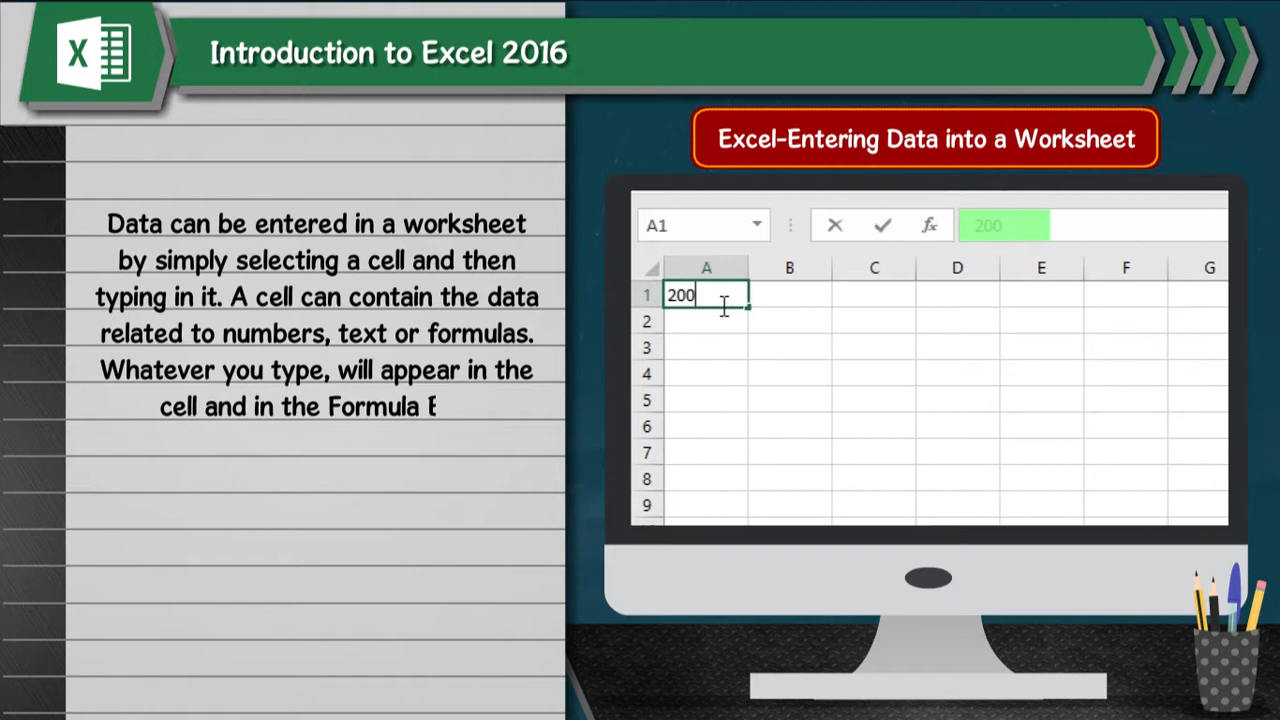 X
Introduction to Excel 2016
Excel-Entering Data into a Worksheet
Data can be entered in a worksheet
by simply selecting a cell and then
typing in it. A cell can contain the data
related to numbers, text or formulas.
Whatever you type, will appear in the
cell and in the Formula
A1 fx 200
A B C D E F G
1 200
2
3
4
5
6
7
8
9